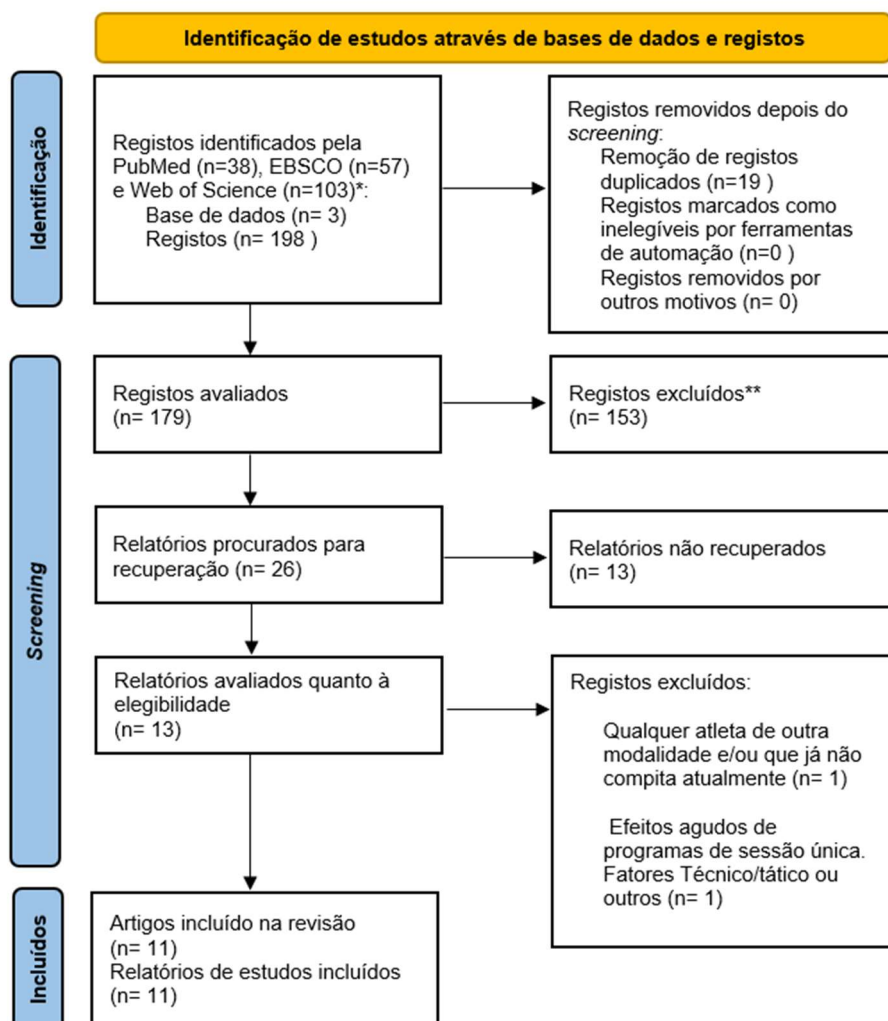 Identificação de estudos através de bases de dados e registos
Identificação
Registos identificados pela
PubMed (n=38), EBSCO (n=57)
e Web of Science (n=103)*:
Base de dados (n= 3)
Registos (n= 198 )
Registos removidos depois do
screening:
Remoção de registos
duplicados (n=19 )
Registos marcados como
inelegíveis por ferramentas
de automação (n=0 )
Registos removidos por
outros motivos (n= 0)
Screening
Registos avaliados
(n= 179)
Registos excluídos**
(n= 153)
Relatórios procurados para
recuperação (n= 26)
Relatórios não recuperados
(n= 13)
Relatórios avaliados quanto à
elegibilidade
(n= 13)
Registos excluídos:
Qualquer atleta de outra
modalidade e/ou que já não
compita atualmente (n= 1)
Efeitos agudos de
programas de sessão única.
Fatores Técnico/tático ou
outros (n= 1)
Incluídos
Artigos incluído na revisão
(n= 11)
Relatórios de estudos incluídos
(n= 11)